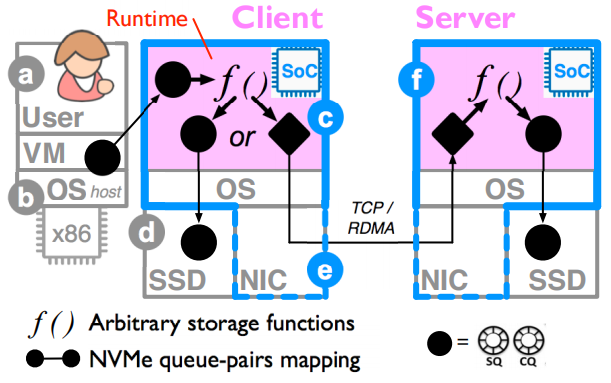 Runtime
Client
Server
a
User
VM
b
OS host
x86
f ()
SoC
c
or
OS
d
SSD
NIC
e
TCP /
RDMA
f
f ()
SoC
OS
NIC
SSD
f () Arbitrary storage functions
NVMe queue-pairs mapping
=
SQ CQ